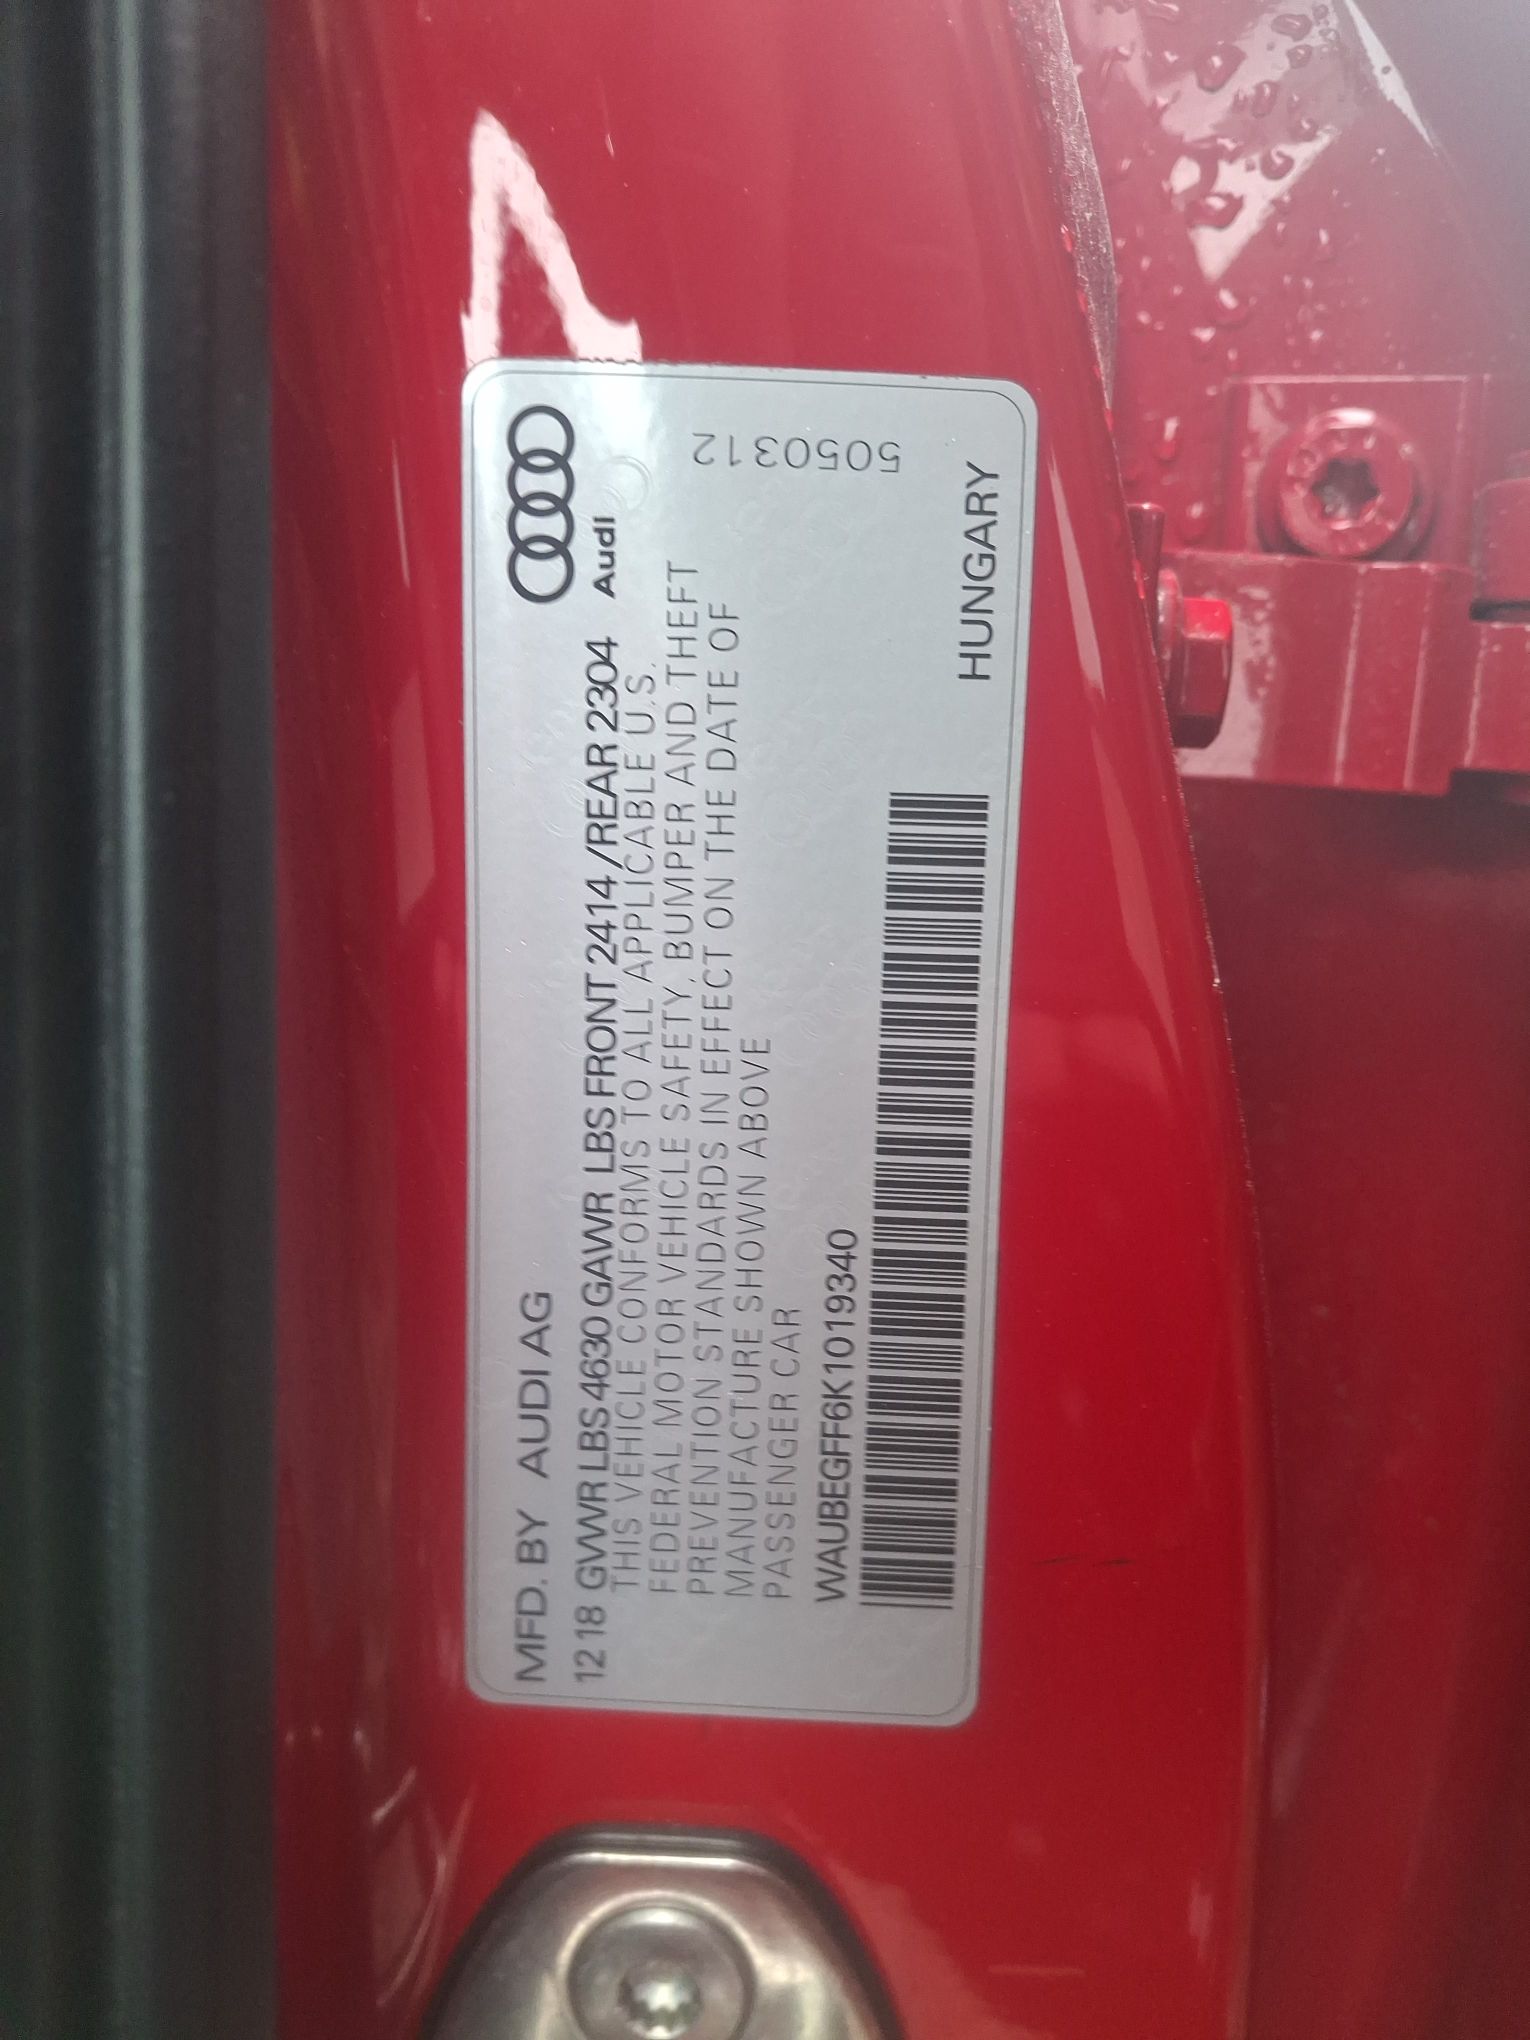 MFD. BY AUDI AG
12 18 GVWR LBS 4630 GAWR LBS FRONT 2414 /REAR 2304
Audi
THIS VEHICLE CONFORMS TO ALL APPLICABLE U.S.
FEDERAL MOTOR VEHICLE SAFETY, BUMPER AND THEFT
PREVENTION STANDARDS IN EFFECT ON THE DATE OF
MANUFACTURE SHOWN ABOVE
PASSENGER CAR
5050312
WAUBEGFF6K1019340
HUNGARY